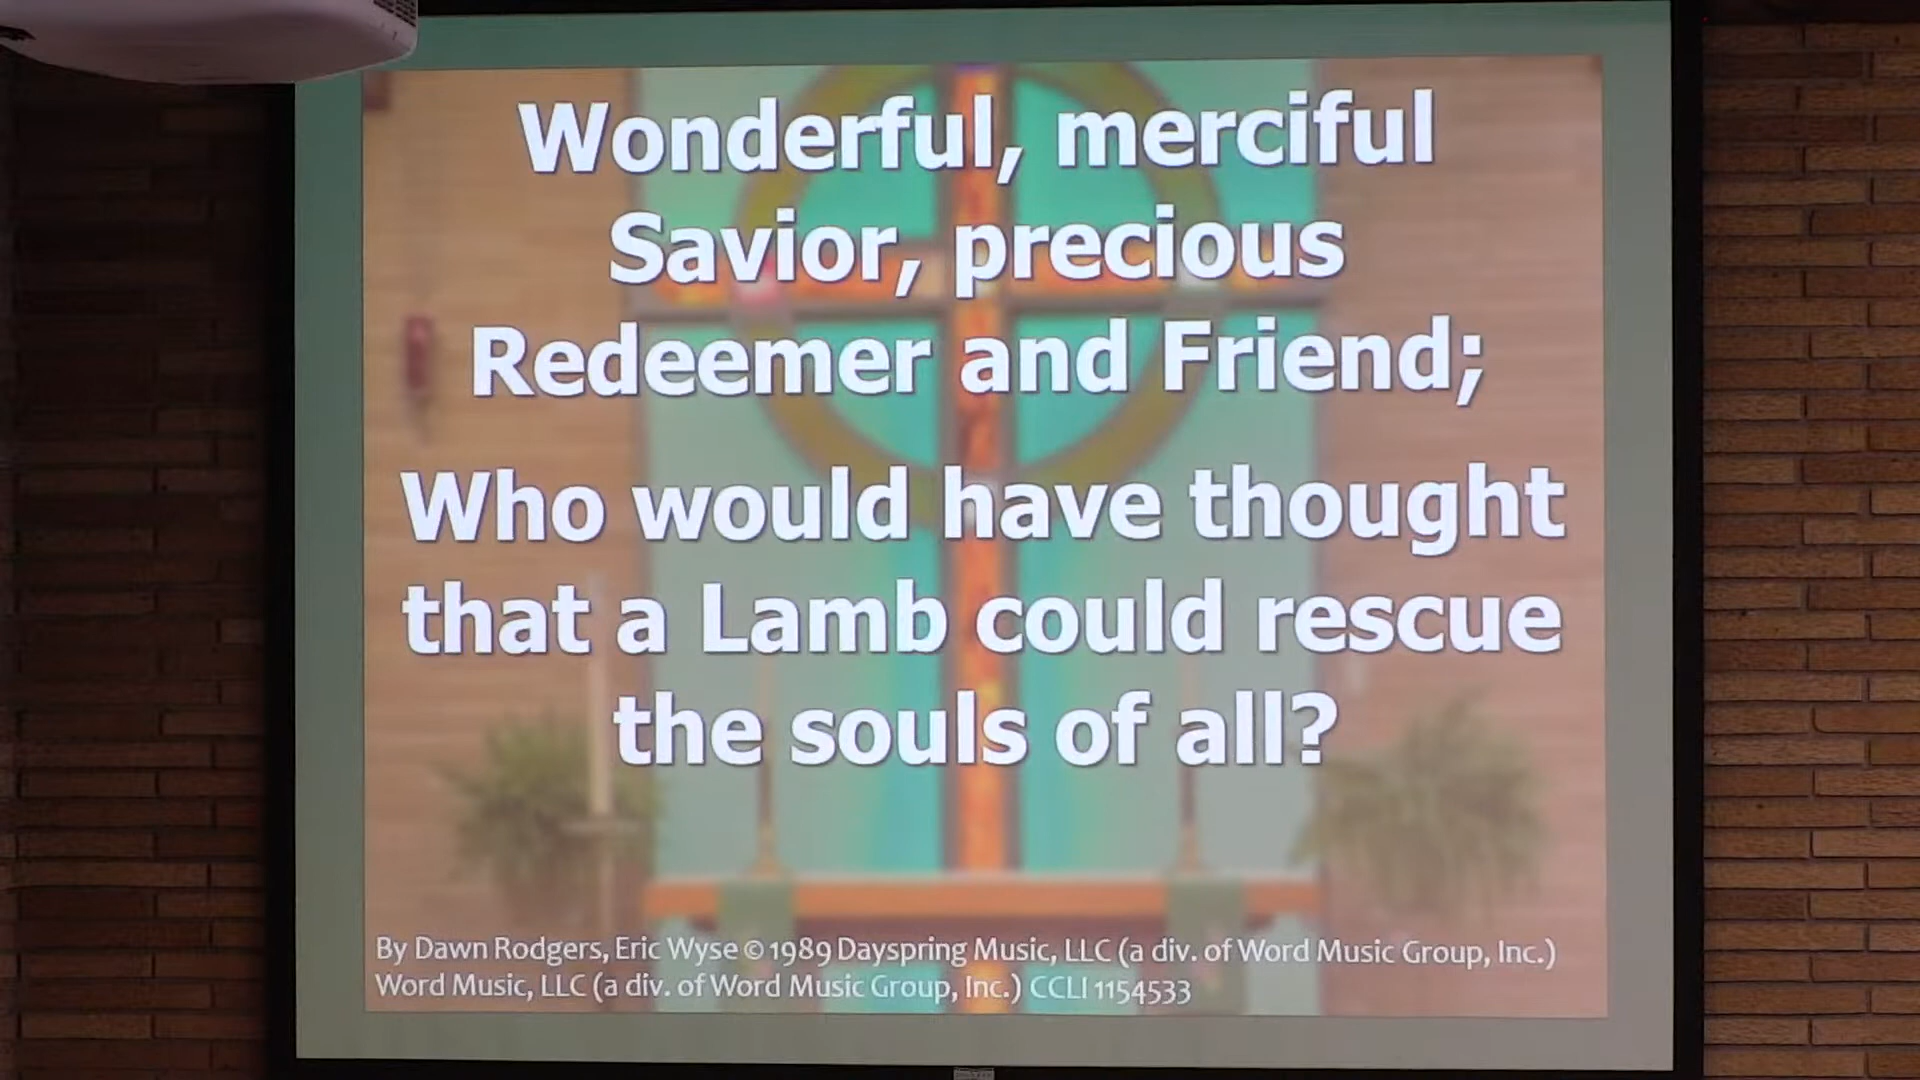 Wonderful, merciful
Savior, precious
Redeemer and Friend;
Who would have thought
that a Lamb could rescue
the souls of all?
By Dawn Rodgers, Eric Wyse © 1989 Dayspring Music, LLC (a div. of Word Music Group, Inc.)
Word Music, LLC (a div. of Word Music Group, Inc.) CCLI 1154533